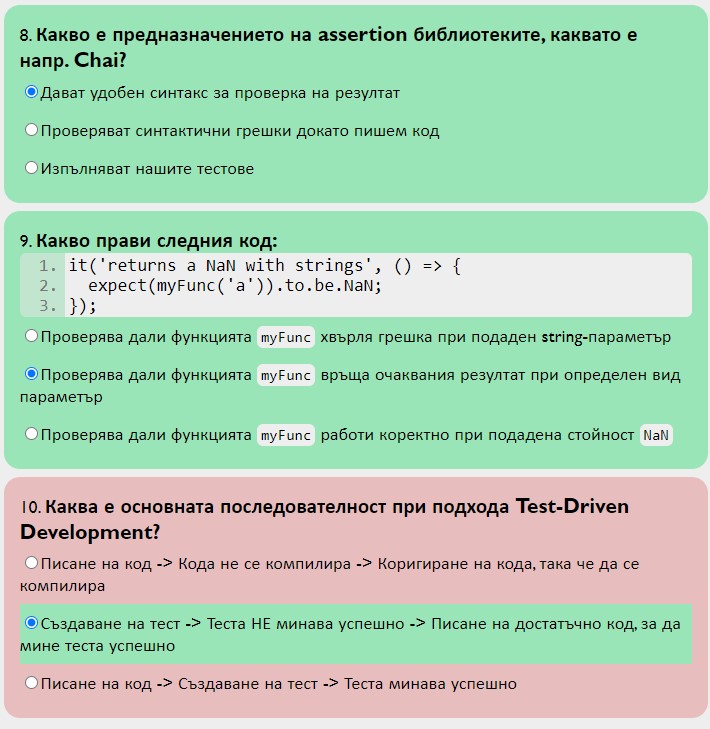 8. Какво е предназначението на assertion библиотеките, каквато е
напр. Chai?
Дават удобен синтакс за проверка на резултат
Проверяват синтактични грешки докато пишем код
Изпълняват нашите тестове
9. Какво прави следния код:
1. it('returns a NaN with strings', () => {
2. expect(myFunc('a')).to.be.NaN;
3. });
Проверява дали функцията myFunc хвърля грешка при подаден string-параметър
Проверява дали функцията myFunc връща очаквания резултат при определен вид
параметър
Проверява дали функцията myFunc работи коректно при подадена стойност NaN
10. Каква е основната последователност при подхода Test-Driven
Development?
Писане на код -> Кода не се компилира -> Коригиране на кода, така че да се
компилира
Създаване на тест -> Теста НЕ минава успешно -> Писане на достатъчно код, за да
мине теста успешно
Писане на код -> Създаване на тест -> Теста минава успешно